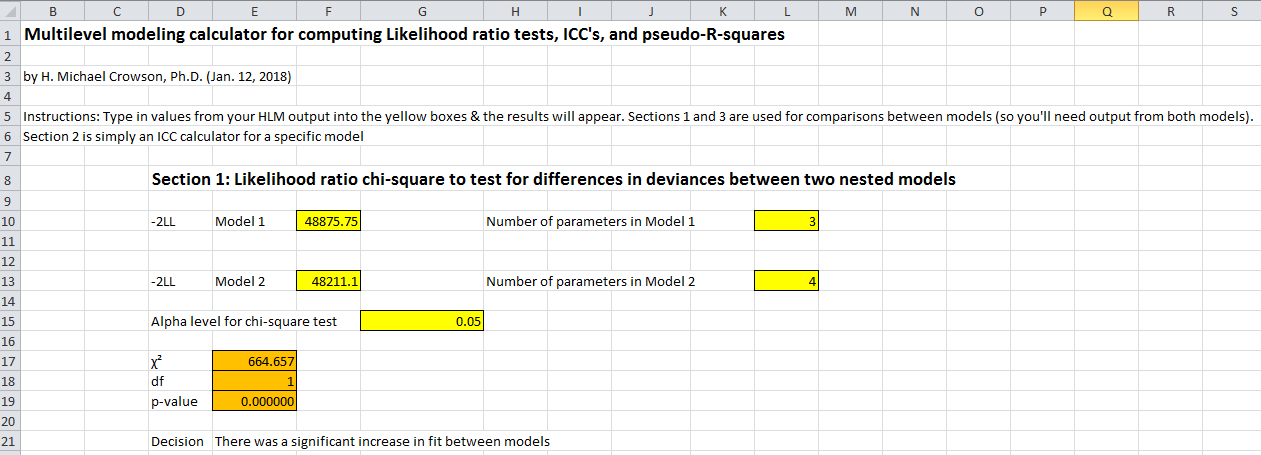 B C D E F G H I J K L M N O P Q R S
1 Multilevel modeling calculator for computing Likelihood ratio tests, ICC's, and pseudo-R-squares
2
3 by H. Michael Crowson, Ph.D. (Jan. 12, 2018)
4
5 Instructions: Type in values from your HLM output into the yellow boxes & the results will appear. Sections 1 and 3 are used for comparisons between models (so you'll need output from both models).
6 Section 2 is simply an ICC calculator for a specific model
7
8 Section 1: Likelihood ratio chi-square to test for differences in deviances between two nested models
9
10 -2LL Model 1 48875.75 Number of parameters in Model 1 3
11
12
13 -2LL Model 2 48211.1 Number of parameters in Model 2 4
14
15 Alpha level for chi-square test 0.05
16
17 χ² 664.657
18 df 1
19 p-value 0.000000
20
21 Decision There was a significant increase in fit between models